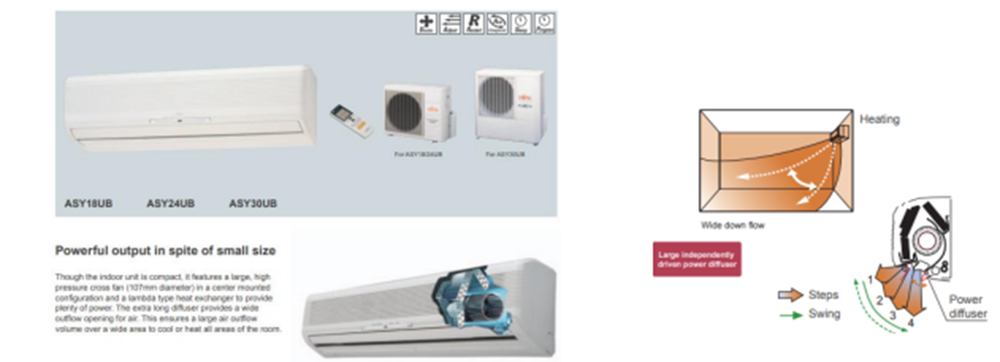 For ASY18/24UB
For ASY30UB
ASY18UB
ASY24UB
ASY30UB
Powerful output in spite of small size
Though the indoor unit is compact, it features a large, high
pressure cross fan (107mm diameter) in a center mounted
configuration and a lambda type heat exchanger to provide
plenty of power. The extra long diffuser provides a wide
outflow opening for air. This ensures a large air outflow
volume over a wide area to cool or heat all areas of the room.
Heating
Wide down flow
Large independently
driven power diffuser
Steps
Swing
1
2
3
4
Power
diffuser